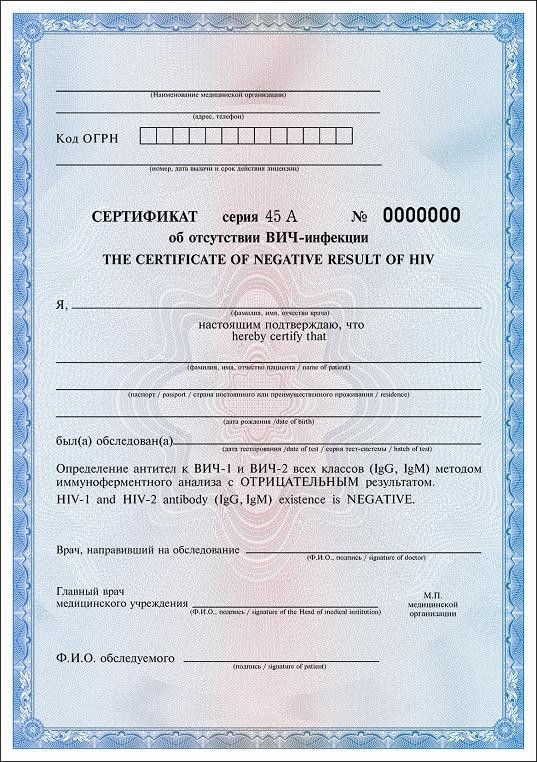 (Наименование медицинской организации)
(адрес, телефон)
Код ОГРН
(номер, дата выдачи и срок действия лицензии)
СЕРТИФИКАТ серия 45 А № 0000000
об отсутствии ВИЧ-инфекции
THE CERTIFICATE OF NEGATIVE RESULT OF HIV
Я,
(фамилия, имя, отчество врача)
настоящим подтверждаю, что
hereby certify that
(фамилия, имя, отчество пациента / name of patient)
(паспорт / passport / страна постоянного или преимущественного проживания / residence)
(дата рождения /date of birth)
был(а) обследован(а)
(дата тестирования /date of test / серия тест-системы / batch of test)
Определение антител к ВИЧ-1 и ВИЧ-2 всех классов (IgG, IgM) методом
иммуноферментного анализа с ОТРИЦАТЕЛЬНЫМ результатом.
HIV-1 and HIV-2 antibody (IgG, IgM) existence is NEGATIVE.
Врач, направивший на обследование
(Ф.И.О., подпись / signature of doctor)
Главный врач
медицинского учреждения
(Ф.И.О., подпись / signature of the Head of medical institution)
М.П.
медицинской
организации
Ф.И.О. обследуемого
(подпись / signature of patient)